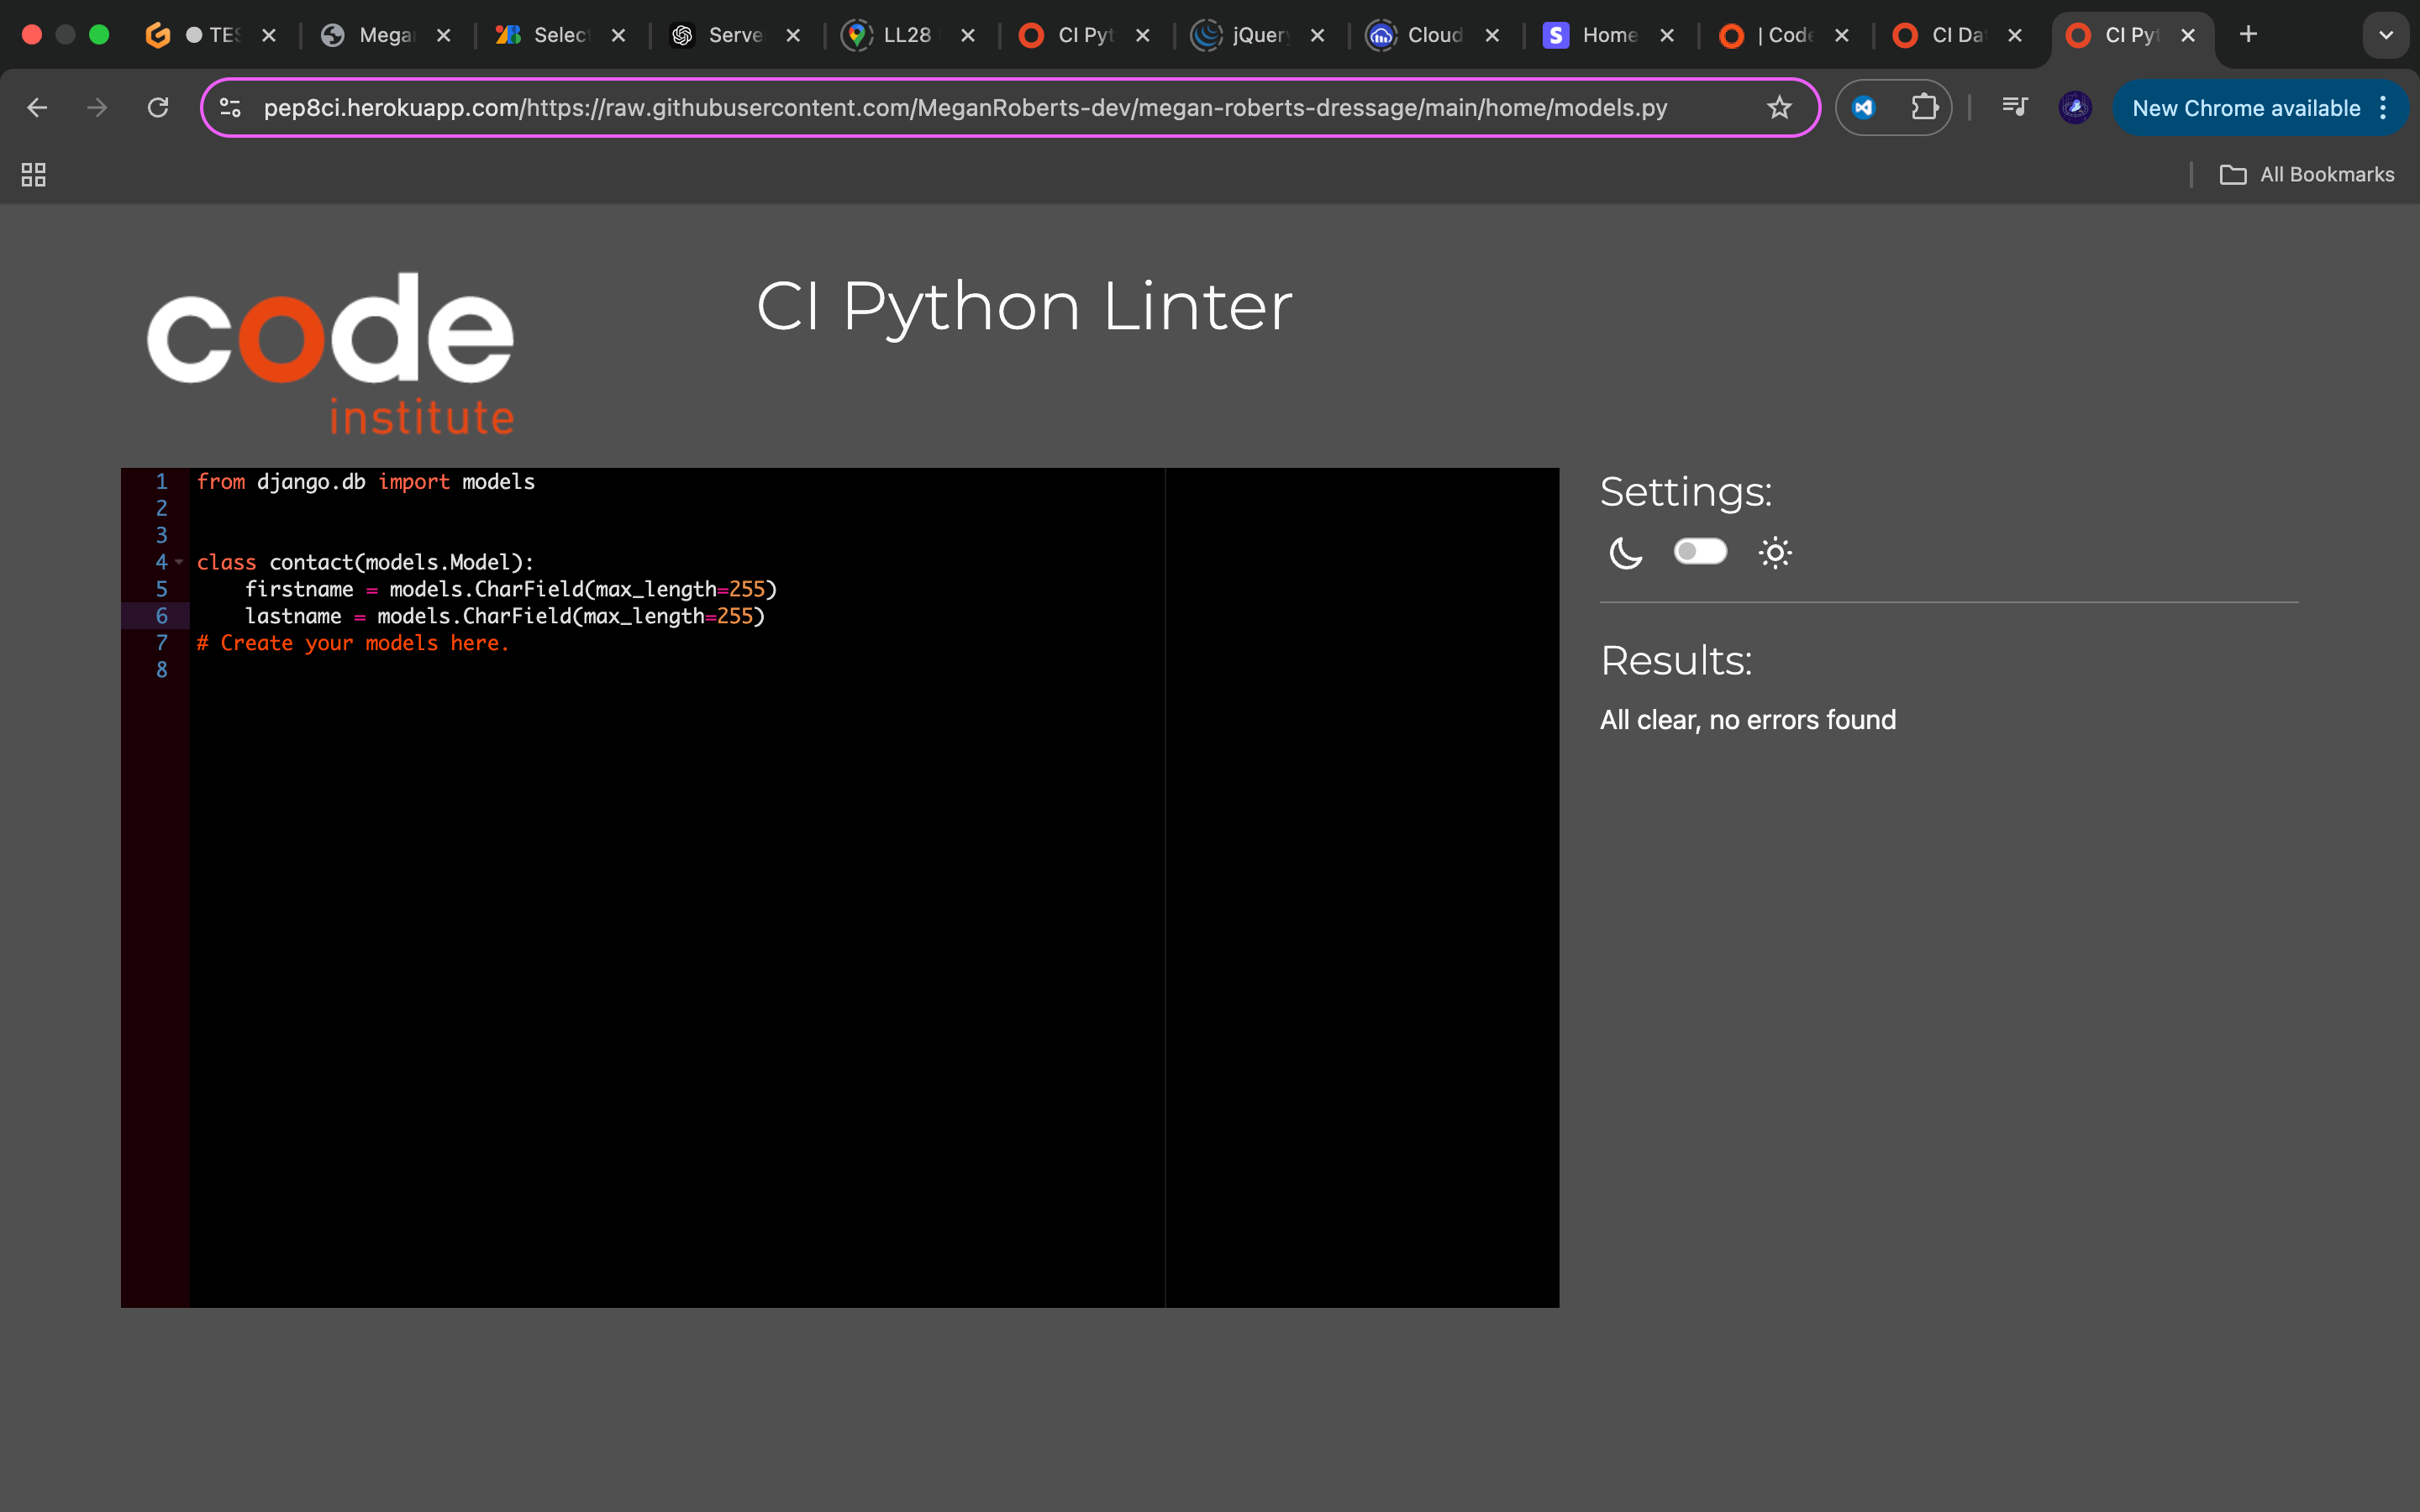 TES Mega Selec Serve LL28 CI Pyt jQuery Cloud Home | Code CI Da CI Pyt
pep8ci.herokuapp.com/https://raw.githubusercontent.com/MeganRoberts-dev/megan-roberts-dressage/main/home/models.py
New Chrome available
All Bookmarks
code
institute
CI Python Linter
1 from django.db import models
2
3
4 class contact(models.Model):
5 firstname = models.CharField(max_length=255)
6 lastname = models.CharField(max_length=255)
7 # Create your models here.
8
Settings:
Results:
All clear, no errors found